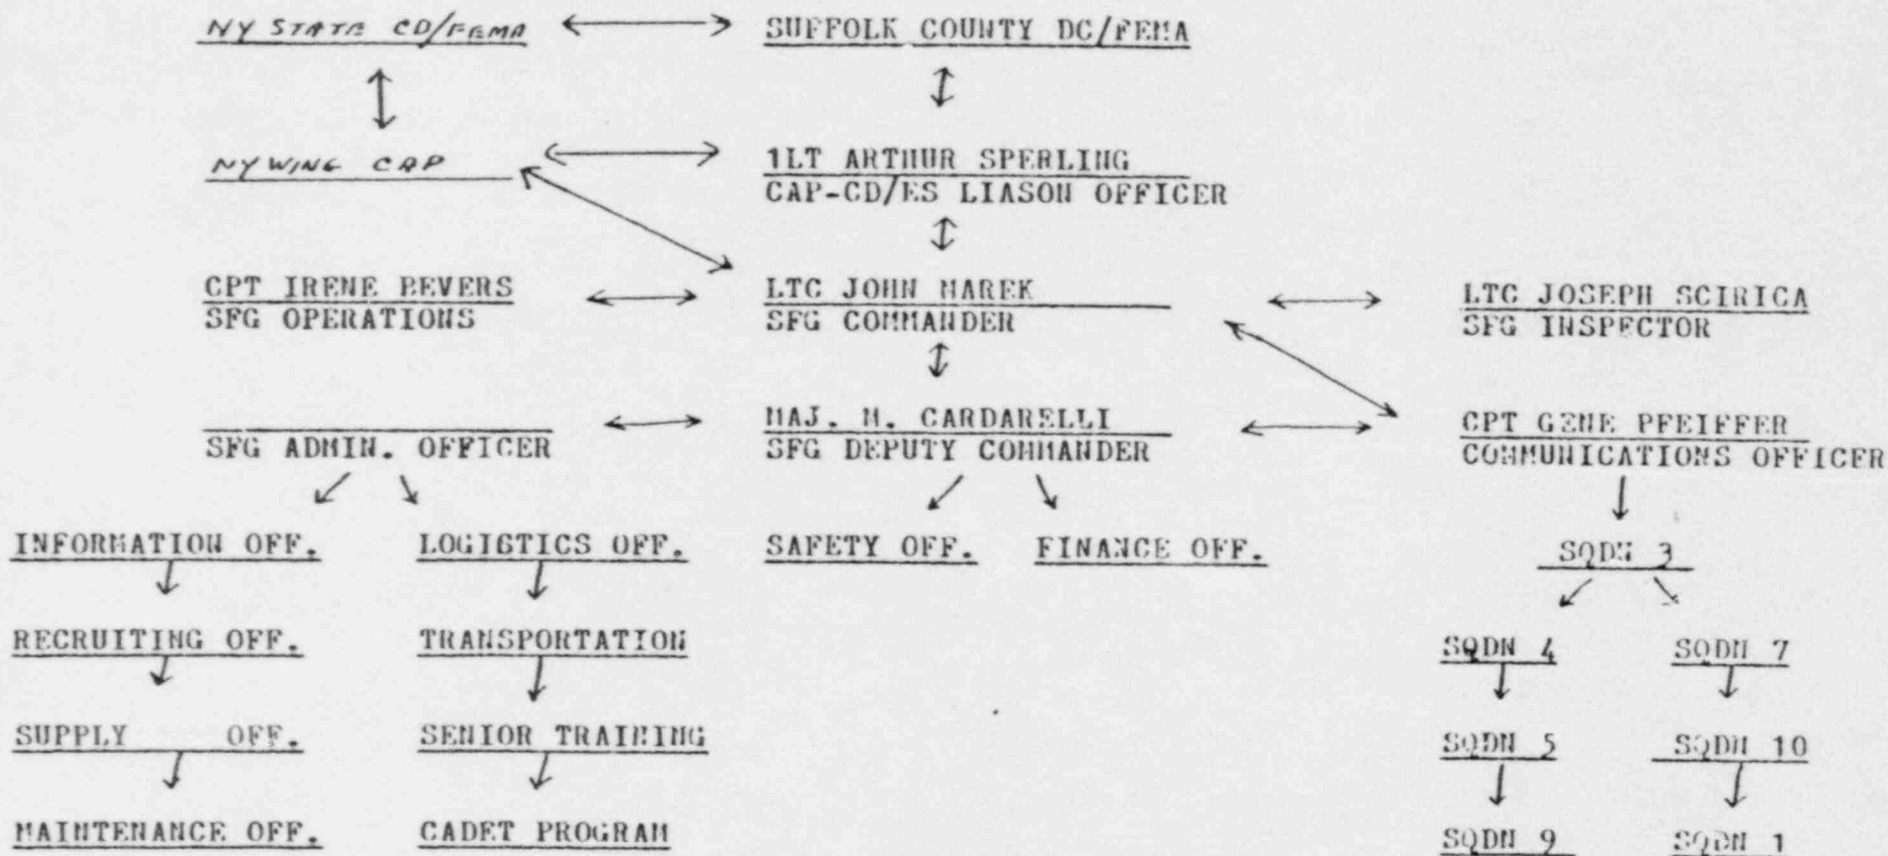 NY STATE CD/FEMA
SUFFOLK COUNTY DC/FEMA
NY WING CAP
1LT ARTHUR SPERLING
CAP-CD/ES LIASON OFFICER
CPT IRENE BEVERS
SFG OPERATIONS
LTC JOHN MAREK
SFG COMMANDER
LTC JOSEPH SCIRICA
SFG INSPECTOR
SFG ADMIN. OFFICER
MAJ. M. CARDARELLI
SFG DEPUTY COMMANDER
CPT GENE PFEIFFER
COMMUNICATIONS OFFICER
INFORMATION OFF.
LOGISTICS OFF.
SAFETY OFF.
FINANCE OFF.
SQDN 3
RECRUITING OFF.
TRANSPORTATION
SQDN 4
SQDN 7
SUPPLY OFF.
SENIOR TRAINING
SQDN 5
SQDN 10
MAINTENANCE OFF.
CADET PROGRAM
SQDN 9
SQDN 1